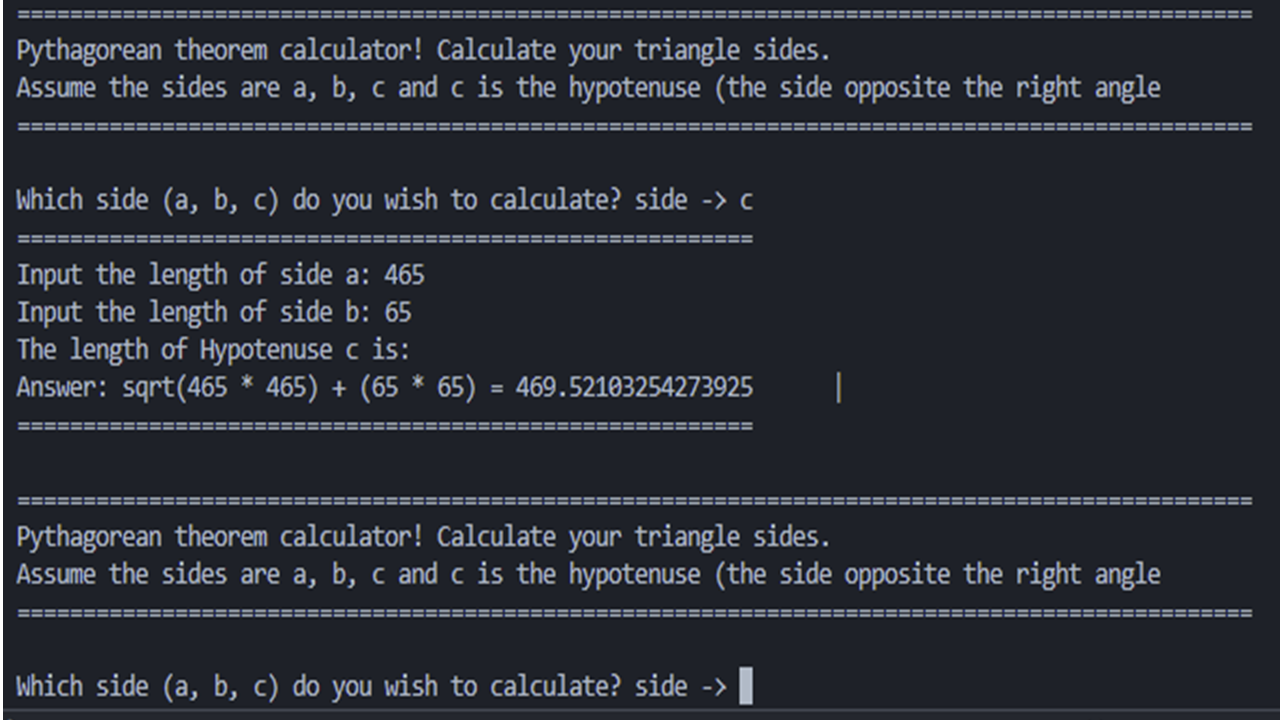 ==============================================================================================
Pythagorean theorem calculator! Calculate your triangle sides.
Assume the sides are a, b, c and c is the hypotenuse (the side opposite the right angle
==============================================================================================
Which side (a, b, c) do you wish to calculate? side -> c
========================================================
Input the length of side a: 465
Input the length of side b: 65
The length of Hypotenuse c is:
Answer: sqrt(465 * 465) + (65 * 65) = 469.52103254273925
========================================================
==============================================================================================
Pythagorean theorem calculator! Calculate your triangle sides.
Assume the sides are a, b, c and c is the hypotenuse (the side opposite the right angle
==============================================================================================
Which side (a, b, c) do you wish to calculate? side ->